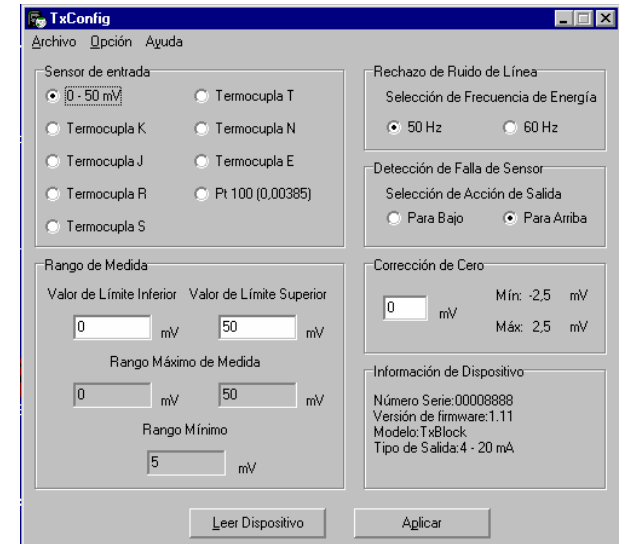 TxConfig
Archivo Opción Ayuda
Sensor de entrada
0 - 50 mV
Termocupla T
Termocupla K
Termocupla N
Termocupla J
Termocupla E
Termocupla R
Pt 100 (0,00385)
Termocupla S
Rechazo de Ruido de Línea
Selección de Frecuencia de Energía
50 Hz
60 Hz
Detección de Falla de Sensor
Selección de Acción de Salida
Para Bajo
Para Arriba
Rango de Medida
Valor de Límite Inferior Valor de Límite Superior
0 mV 50 mV
Rango Máximo de Medida
0 mV 50 mV
Rango Mínimo
5 mV
Corrección de Cero
0 mV
Mín: -2,5 mV
Máx: 2,5 mV
Información de Dispositivo
Número Serie:00008888
Versión de firmware:1.11
Modelo:TxBlock
Tipo de Salida:4 - 20 mA
Leer Dispositivo
Aplicar